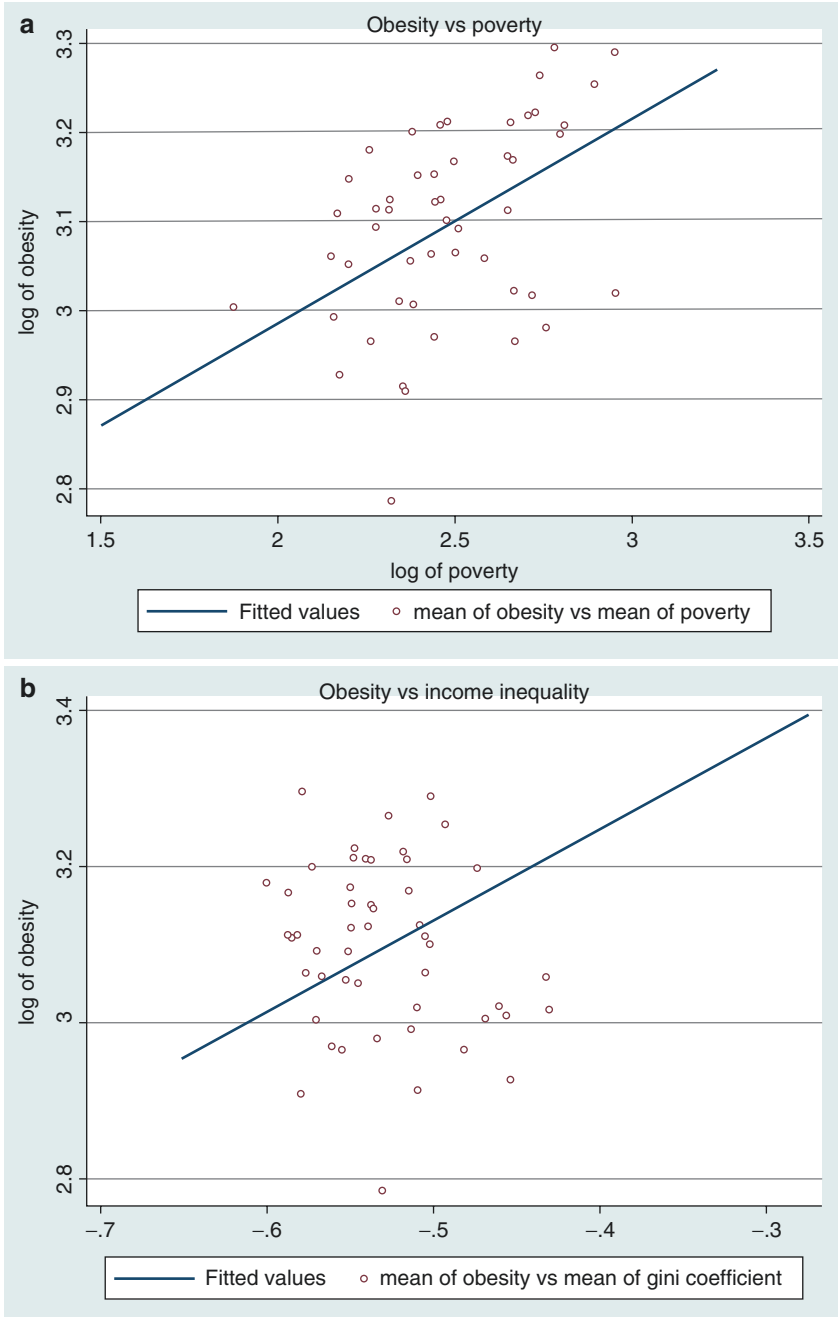 a
Obesity vs poverty
3.3
3.2
3.1
3
2.9
2.8
log of obesity
1.5 2 2.5 3 3.5
log of poverty
Fitted values mean of obesity vs mean of poverty
b
Obesity vs income inequality
3.4
3.2
3
2.8
log of obesity
–.7 –.6 –.5 –.4 –.3
Fitted values mean of obesity vs mean of gini coefficient